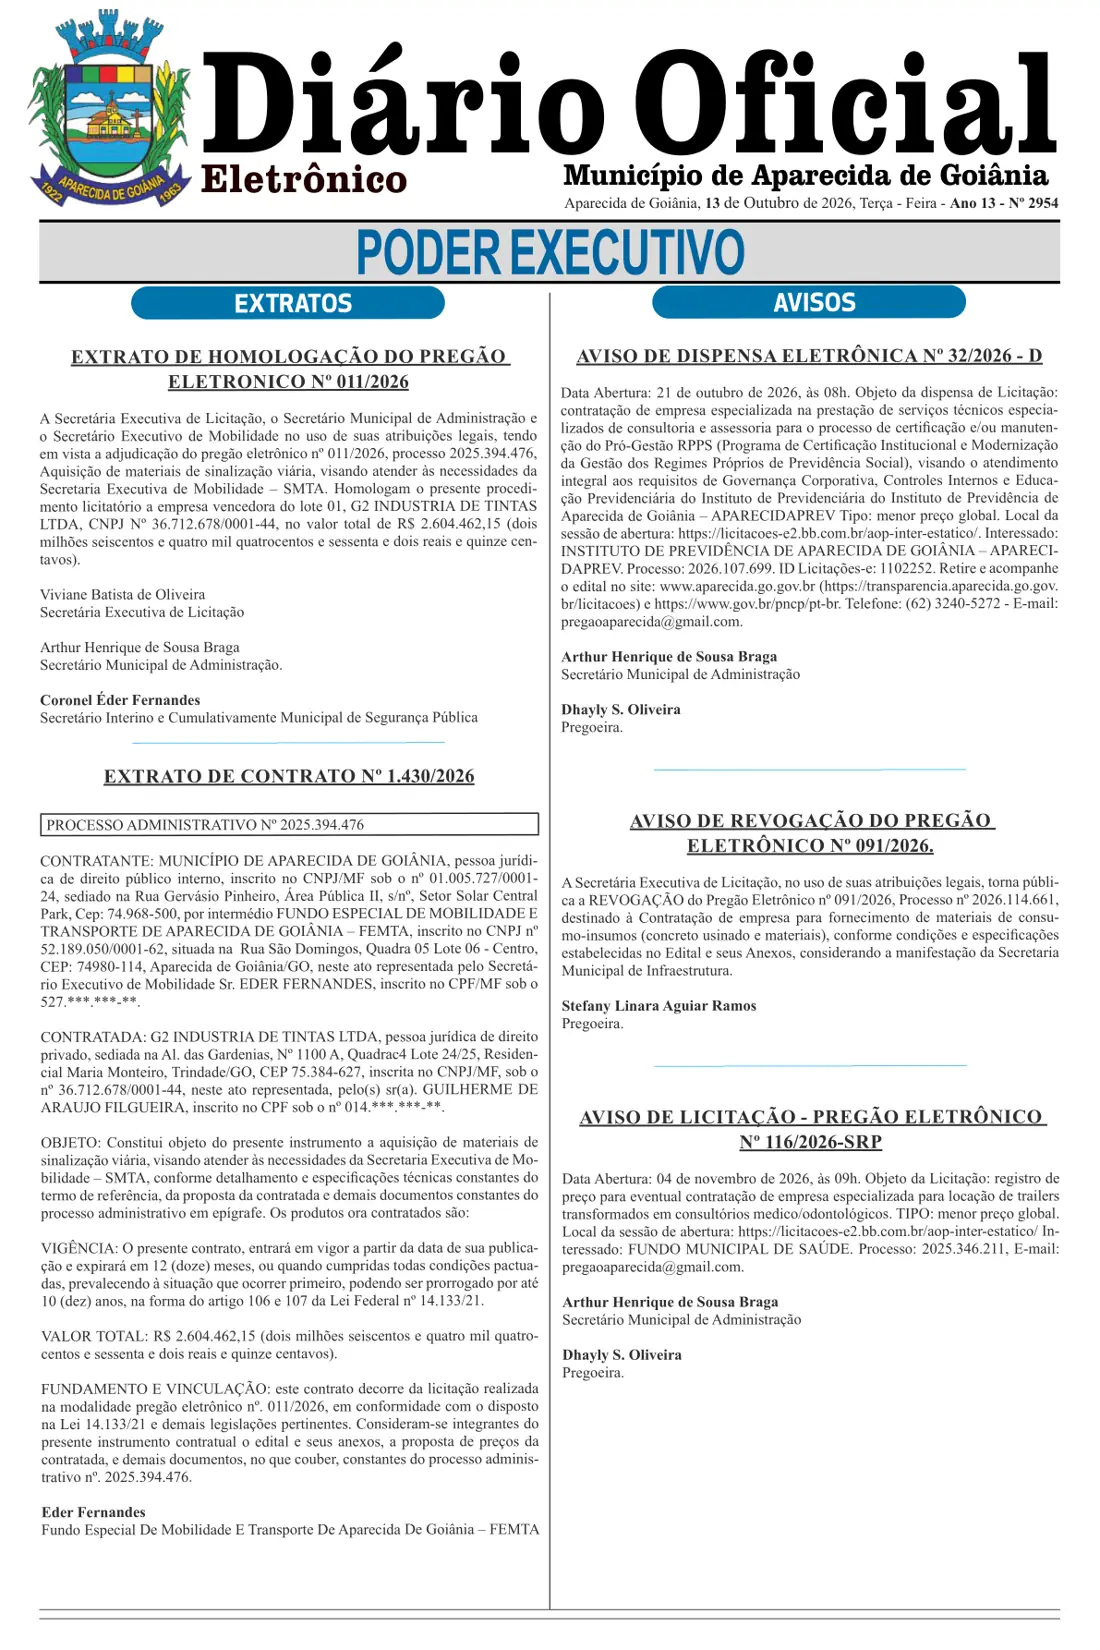 Diário Oficial
Eletrônico
Município de Aparecida de Goiânia
1922 APARECIDA DE GOIÂNIA 1963
Aparecida de Goiânia, 13 de Outubro de 2026, Terça - Feira - Ano 13 - Nº 2954
PODER EXECUTIVO
EXTRATOS
EXTRATO DE HOMOLOGAÇÃO DO PREGÃO
ELETRONICO Nº 011/2026
A Secretária Executiva de Licitação, o Secretário Municipal de Administração e
o Secretário Executivo de Mobilidade no uso de suas atribuições legais, tendo
em vista a adjudicação do pregão eletrônico nº 011/2026, processo 2025.394.476,
Aquisição de materiais de sinalização viária, visando atender às necessidades da
Secretaria Executiva de Mobilidade – SMTA. Homologam o presente procedi-
mento licitatório a empresa vencedora do lote 01, G2 INDUSTRIA DE TINTAS
LTDA, CNPJ Nº 36.712.678/0001-44, no valor total de R$ 2.604.462,15 (dois
milhões seiscentos e quatro mil quatrocentos e sessenta e dois reais e quinze cen-
tavos).
Viviane Batista de Oliveira
Secretária Executiva de Licitação
Arthur Henrique de Sousa Braga
Secretário Municipal de Administração.
Coronel Éder Fernandes
Secretário Interino e Cumulativamente Municipal de Segurança Pública
EXTRATO DE CONTRATO Nº 1.430/2026
PROCESSO ADMINISTRATIVO Nº 2025.394.476
CONTRATANTE: MUNICÍPIO DE APARECIDA DE GOIÂNIA, pessoa jurídi-
ca de direito público interno, inscrito no CNPJ/MF sob o nº 01.005.727/0001-
24, sediado na Rua Gervásio Pinheiro, Área Pública II, s/nº, Setor Solar Central
Park, Cep: 74.968-500, por intermédio FUNDO ESPECIAL DE MOBILIDADE E
TRANSPORTE DE APARECIDA DE GOIÂNIA – FEMTA, inscrito no CNPJ nº
52.189.050/0001-62, situada na Rua São Domingos, Quadra 05 Lote 06 - Centro,
CEP: 74980-114, Aparecida de Goiânia/GO, neste ato representada pelo Secretá-
rio Executivo de Mobilidade Sr. EDER FERNANDES, inscrito no CPF/MF sob o
527.***.***-**.
CONTRATADA: G2 INDUSTRIA DE TINTAS LTDA, pessoa jurídica de direito
privado, sediada na Al. das Gardenias, Nº 1100 A, Quadrac4 Lote 24/25, Residen-
cial Maria Monteiro, Trindade/GO, CEP 75.384-627, inscrita no CNPJ/MF, sob o
nº 36.712.678/0001-44, neste ato representada, pelo(s) sr(a). GUILHERME DE
ARAUJO FILGUEIRA, inscrito no CPF sob o nº 014.***.***-**.
OBJETO: Constitui objeto do presente instrumento a aquisição de materiais de
sinalização viária, visando atender às necessidades da Secretaria Executiva de Mo-
bilidade – SMTA, conforme detalhamento e especificações técnicas constantes do
termo de referência, da proposta da contratada e demais documentos constantes do
processo administrativo em epígrafe. Os produtos ora contratados são:
VIGÊNCIA: O presente contrato, entrará em vigor a partir da data de sua publica-
ção e expirará em 12 (doze) meses, ou quando cumpridas todas condições pactua-
das, prevalecendo à situação que ocorrer primeiro, podendo ser prorrogado por até
10 (dez) anos, na forma do artigo 106 e 107 da Lei Federal nº 14.133/21.
VALOR TOTAL: R$ 2.604.462,15 (dois milhões seiscentos e quatro mil quatro-
centos e sessenta e dois reais e quinze centavos).
FUNDAMENTO E VINCULAÇÃO: este contrato decorre da licitação realizada
na modalidade pregão eletrônico nº. 011/2026, em conformidade com o disposto
na Lei 14.133/21 e demais legislações pertinentes. Consideram-se integrantes do
presente instrumento contratual o edital e seus anexos, a proposta de preços da
contratada, e demais documentos, no que couber, constantes do processo adminis-
trativo nº. 2025.394.476.
Eder Fernandes
Fundo Especial De Mobilidade E Transporte De Aparecida De Goiânia – FEMTA
AVISOS
AVISO DE DISPENSA ELETRÔNICA Nº 32/2026 - D
Data Abertura: 21 de outubro de 2026, às 08h. Objeto da dispensa de Licitação:
contratação de empresa especializada na prestação de serviços técnicos especia-
lizados de consultoria e assessoria para o processo de certificação e/ou manuten-
ção do Pró-Gestão RPPS (Programa de Certificação Institucional e Modernização
da Gestão dos Regimes Próprios de Previdência Social), visando o atendimento
integral aos requisitos de Governança Corporativa, Controles Internos e Educa-
ção Previdenciária do Instituto de Previdenciária do Instituto de Previdência de
Aparecida de Goiânia – APARECIDAPREV Tipo: menor preço global. Local da
sessão de abertura: https://licitacoes-e2.bb.com.br/aop-inter-estatico/. Interessado:
INSTITUTO DE PREVIDÊNCIA DE APARECIDA DE GOIÂNIA – APARECI-
DAPREV. Processo: 2026.107.699. ID Licitações-e: 1102252. Retire e acompanhe
o edital no site: www.aparecida.go.gov.br (https://transparencia.aparecida.go.gov.
br/licitacoes) e https://www.gov.br/pncp/pt-br. Telefone: (62) 3240-5272 - E-mail:
pregaoaparecida@gmail.com.
Arthur Henrique de Sousa Braga
Secretário Municipal de Administração
Dhayly S. Oliveira
Pregoeira.
AVISO DE REVOGAÇÃO DO PREGÃO
ELETRÔNICO Nº 091/2026.
A Secretária Executiva de Licitação, no uso de suas atribuições legais, torna públi-
ca a REVOGAÇÃO do Pregão Eletrônico nº 091/2026, Processo nº 2026.114.661,
destinado à Contratação de empresa para fornecimento de materiais de consu-
mo-insumos (concreto usinado e materiais), conforme condições e especificações
estabelecidas no Edital e seus Anexos, considerando a manifestação da Secretaria
Municipal de Infraestrutura.
Stefany Linara Aguiar Ramos
Pregoeira.
AVISO DE LICITAÇÃO - PREGÃO ELETRÔNICO
Nº 116/2026-SRP
Data Abertura: 04 de novembro de 2026, às 09h. Objeto da Licitação: registro de
preço para eventual contratação de empresa especializada para locação de trailers
transformados em consultórios medico/odontológicos. TIPO: menor preço global.
Local da sessão de abertura: https://licitacoes-e2.bb.com.br/aop-inter-estatico/ In-
teressado: FUNDO MUNICIPAL DE SAÚDE. Processo: 2025.346.211, E-mail:
pregaoaparecida@gmail.com.
Arthur Henrique de Sousa Braga
Secretário Municipal de Administração
Dhayly S. Oliveira
Pregoeira.